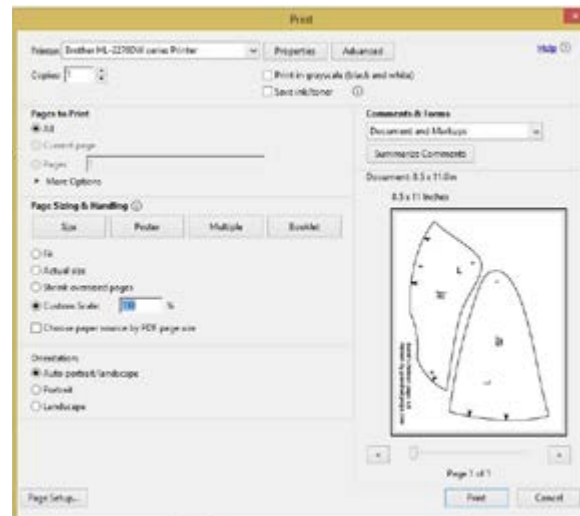 Print
Printer: Brother HL-2270DW series Printer
Properties
Advanced
Help
Copies: 1
Print in grayscale (black and white)
Save ink/toner
Pages to Print
All
Current page
Pages
More Options
Comments & Forms
Document and Markups
Summarize Comments
Page Sizing & Handling
Size
Poster
Multiple
Booklet
Fit
Actual size
Shrink oversized pages
Custom Scale: %
Choose paper source by PDF page size
Orientation:
Auto portrait/landscape
Portrait
Landscape
Document: 8.5 x 11.0in
8.5 x 11 Inches
<
>
Page 1 of 1
Page Setup...
Print
Cancel